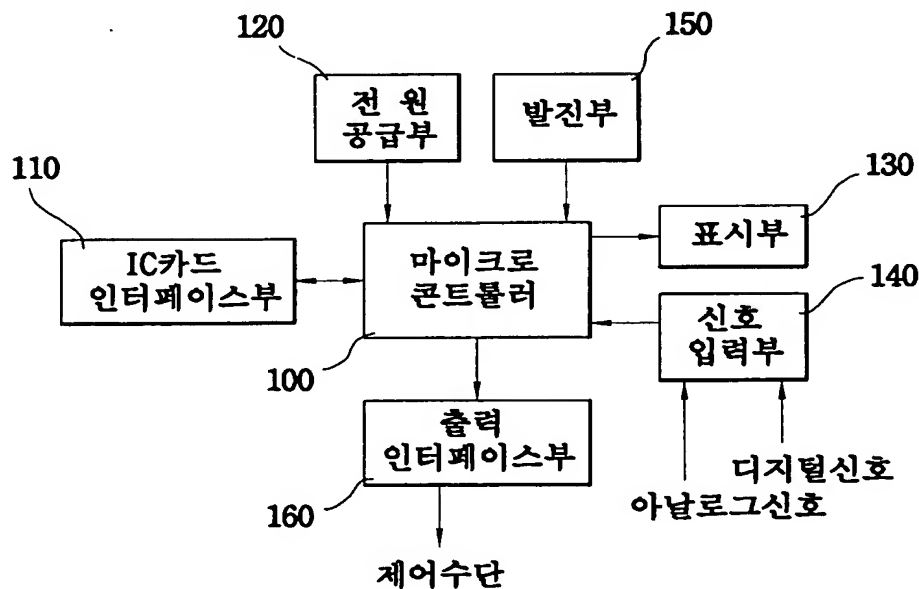 120
150
전 원
공급부
발진부
110
130
IC카드
인터페이스부
마이크로
콘트롤러
표시부
140
신호
입력부
100
출력
인터페이스부
160
디지털신호
아날로그신호
제어수단